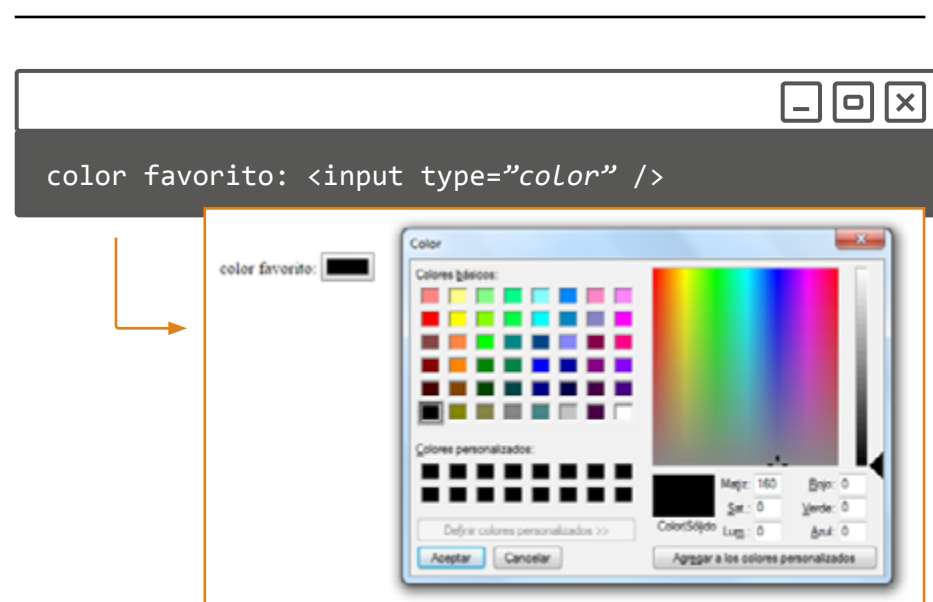 color favorito: <input type=”color” />
color favorito:
Color
Colores básicos:
Colores personalizados:
Definir colores personalizados >>
Aceptar
Cancelar
Color|Sólido
Matiz: 160
Sat.: 0
Lum.: 0
Rojo: 0
Verde: 0
Azul: 0
Agregar a los colores personalizados